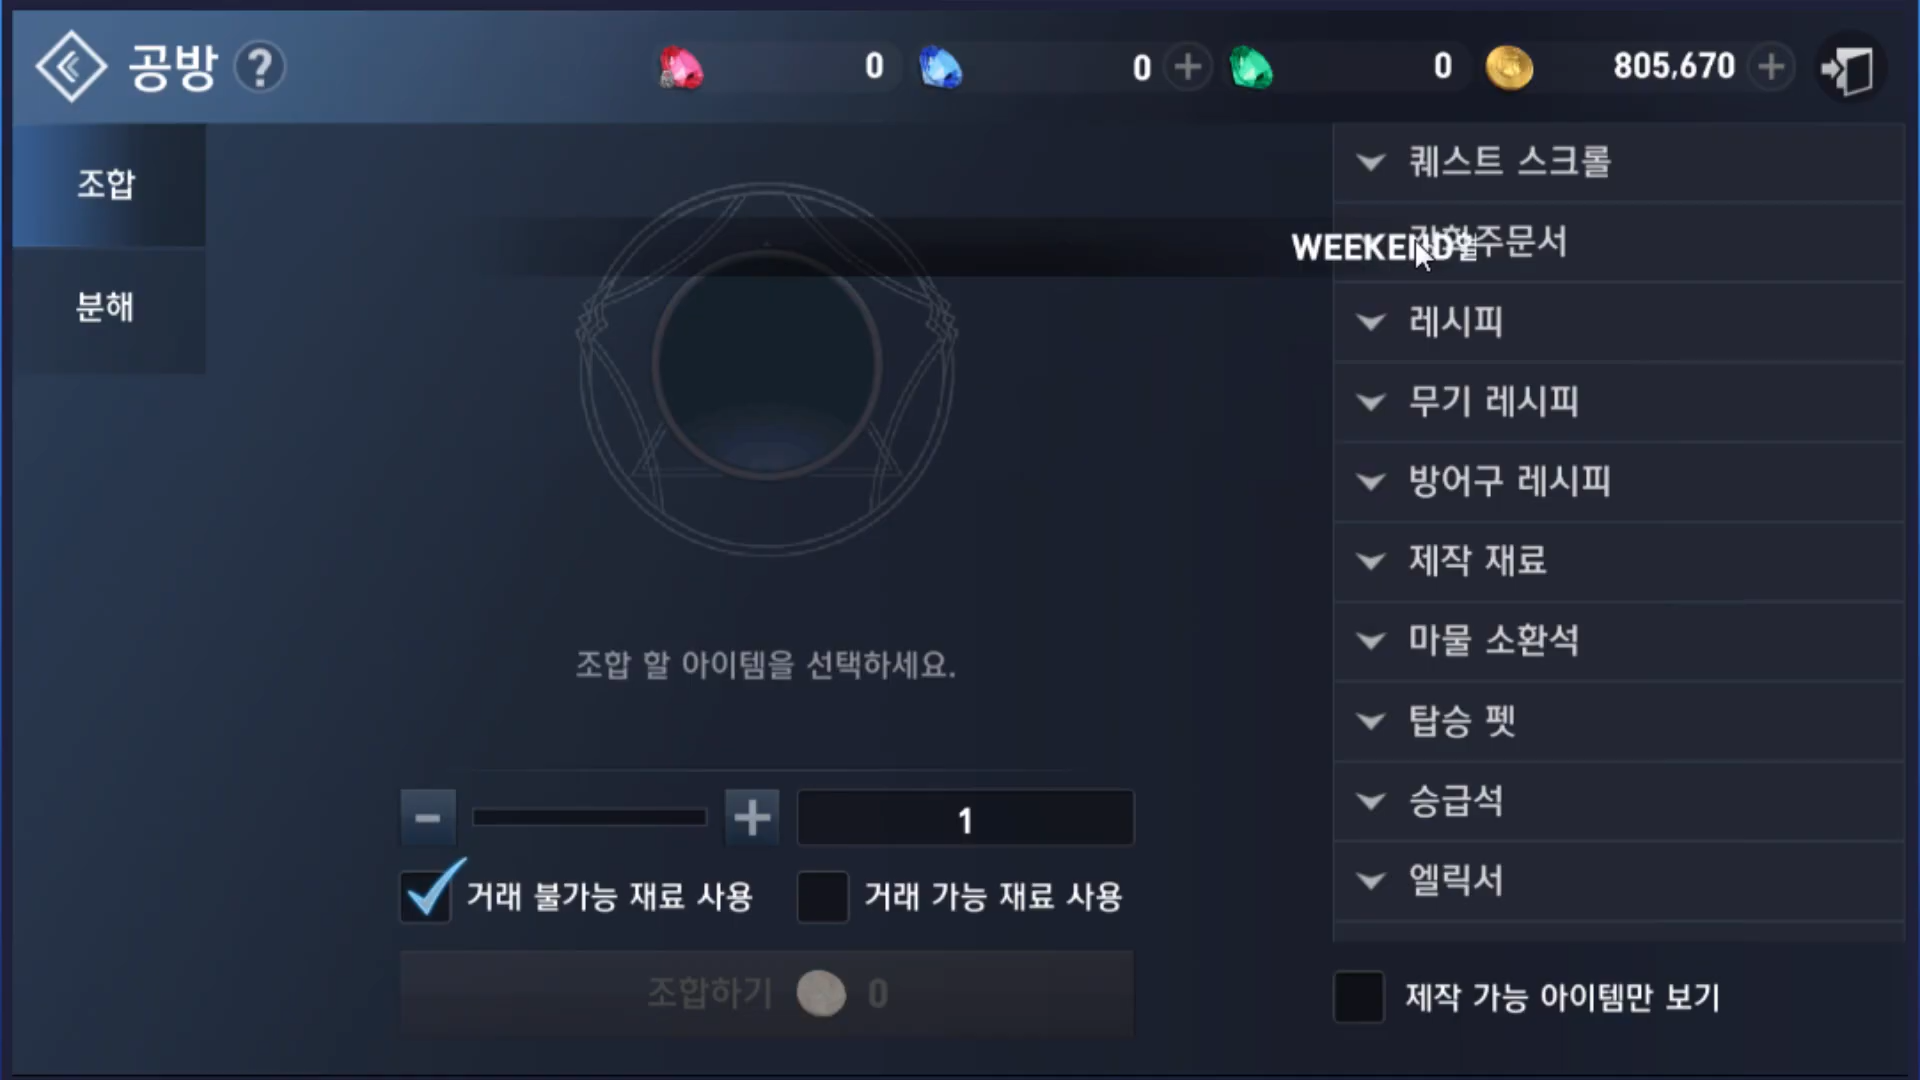 공방 ?
0
0
0
805,670
조합
분해
퀘스트 스크롤
WEEKEND
주문서
레시피
무기 레시피
방어구 레시피
제작 재료
마물 소환석
탑승 펫
승급석
엘릭서
조합 할 아이템을 선택하세요.
1
거래 불가능 재료 사용
거래 가능 재료 사용
조합하기 0
제작 가능 아이템만 보기